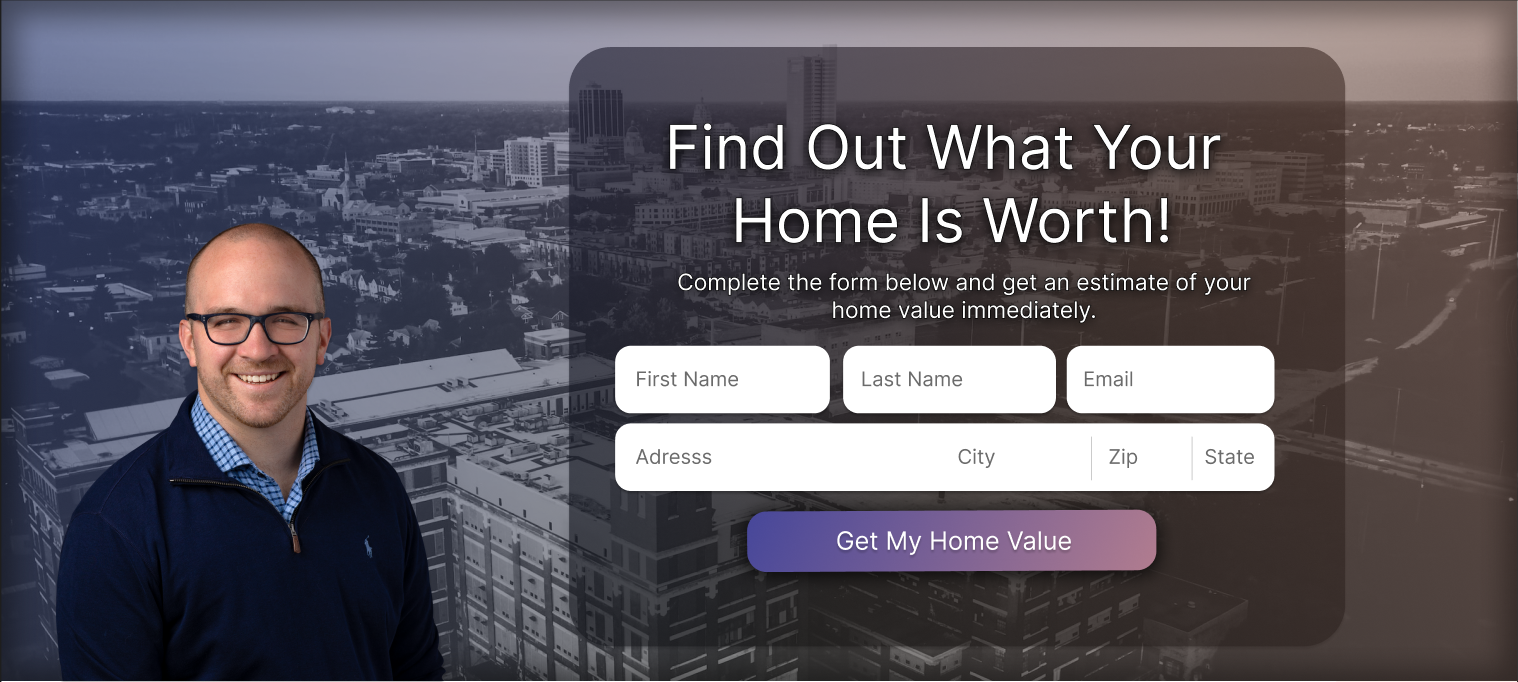 Find Out What Your
Home Is Worth!
Complete the form below and get an estimate of your
home value immediately.
First Name Last Name Email
Adresss City Zip State
Get My Home Value